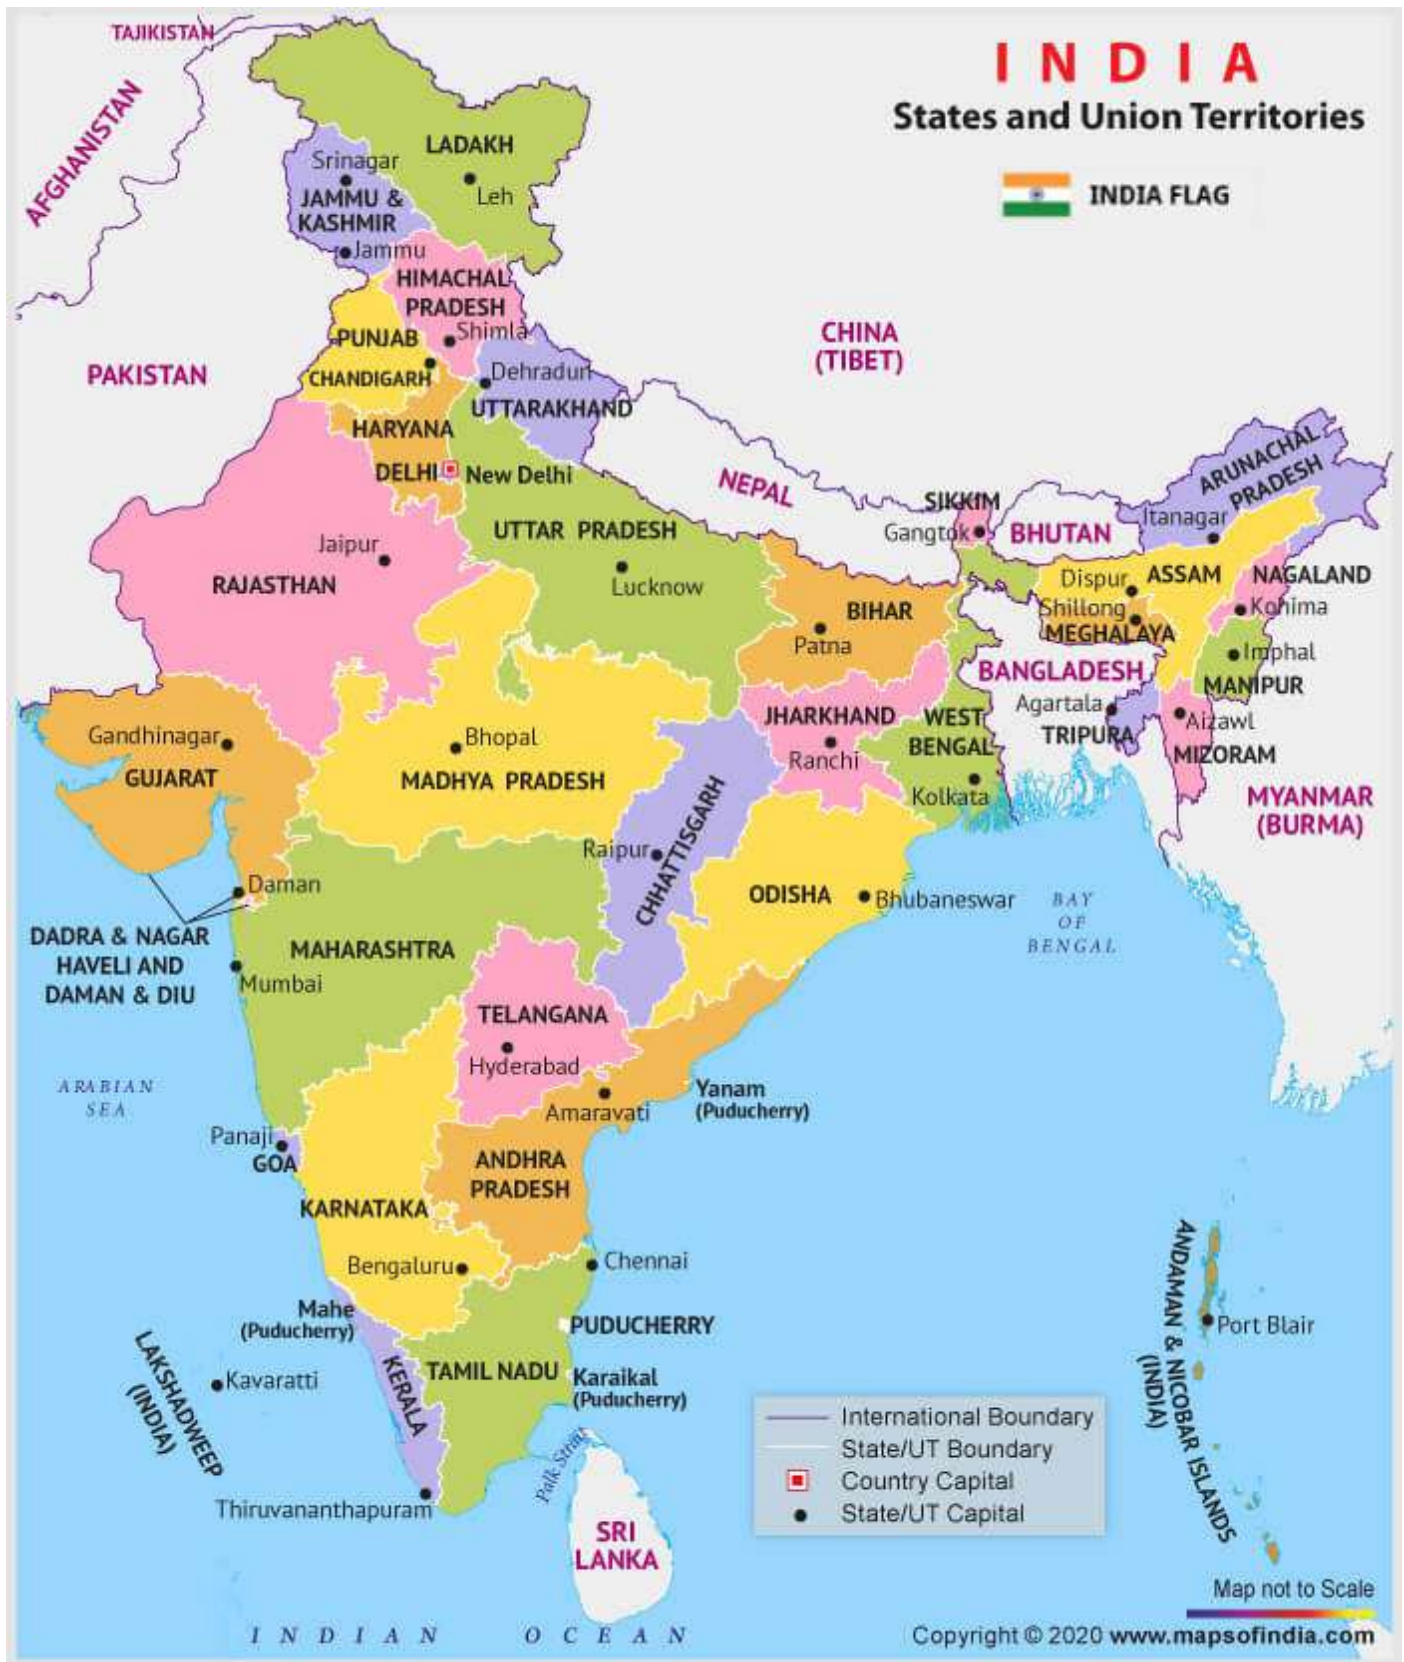 TAJIKISTAN
INDIA
States and Union Territories
INDIA FLAG
AFGHANISTAN
LADAKH
Srinagar
Leh
JAMMU &
KASHMIR
Jammu
HIMACHAL
PRADESH
Shimla
PUNJAB
CHANDIGARH
PAKISTAN
CHINA
(TIBET)
Dehradun
UTTARAKHAND
HARYANA
DELHI
New Delhi
NEPAL
SIKKIM
Gangtok
BHUTAN
ARUNACHAL
PRADESH
Itanagar
UTTAR PRADESH
Lucknow
Jaipur
RAJASTHAN
BIHAR
Patna
Dispur
ASSAM
NAGALAND
Shillong
Kohima
MEGHALAYA
BANGLADESH
Imphal
MANIPUR
Agartala
TRIPURA
Aizawl
MIZORAM
MYANMAR
(BURMA)
JHARKHAND
Ranchi
WEST
BENGAL
Kolkata
Gandhinagar
GUJARAT
Bhopal
MADHYA PRADESH
Raipur
CHHATTISGARH
ODISHA
Bhubaneswar
BAY
OF
BENGAL
Daman
DADRA & NAGAR
HAVELI AND
DAMAN & DIU
MAHARASHTRA
Mumbai
TELANGANA
Hyderabad
ARABIAN
SEA
Amaravati
Yanam
(Puducherry)
Panaji
GOA
ANDHRA
PRADESH
KARNATAKA
Bengaluru
Chennai
Mahe
(Puducherry)
PUDUCHERRY
LAKSHADWEEP
(INDIA)
Kavaratti
KERALA
TAMIL NADU
Karaikal
(Puducherry)
Thiruvananthapuram
Palk Strait
SRI
LANKA
ANDAMAN & NICOBAR ISLANDS
(INDIA)
Port Blair
International Boundary
State/UT Boundary
Country Capital
State/UT Capital
INDIAN OCEAN
Map not to Scale
Copyright © 2020 www.mapsofindia.com